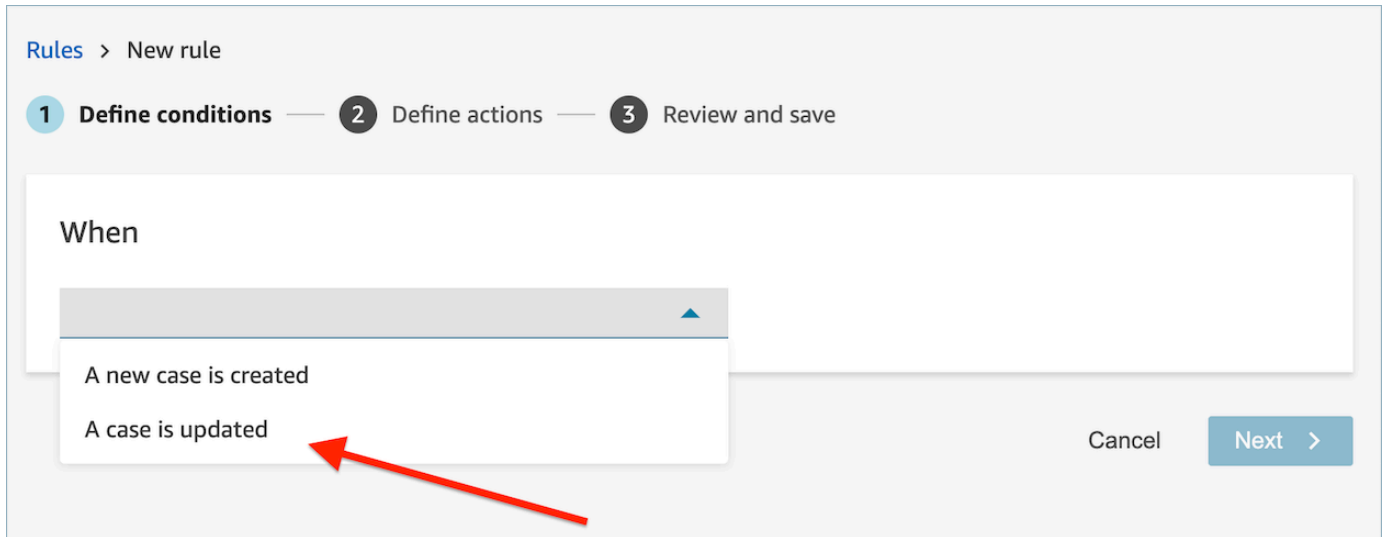 Rules > New rule
1 Define conditions 2 Define actions 3 Review and save
When
A new case is created
A case is updated
Cancel Next >